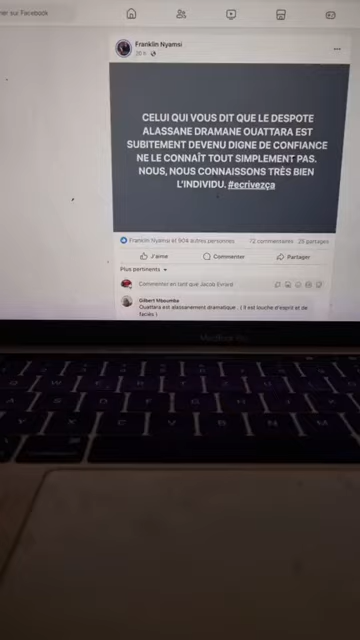 Franklin Nyamsi
20 h
CELUI QUI VOUS DIT QUE LE DESPOTE
ALASSANE DRAMANE OUATTARA EST
SUBITEMENT DEVENU DIGNE DE CONFIANCE
NE LE CONNAÎT TOUT SIMPLEMENT PAS.
NOUS, NOUS CONNAISSONS TRÈS BIEN
L'INDIVIDU. #ecrivezça
Franklin Nyamsi et 908 autres personnes 72 commentaires 25 partages
J'aime Commenter Partager
Plus pertinents
Commenter en tant que Jacob Evrard
Gilbert Mboumba
Ouattara est alassanement dramatique . ( Il est louche d'esprit et de
faciès )
MacBook Pro